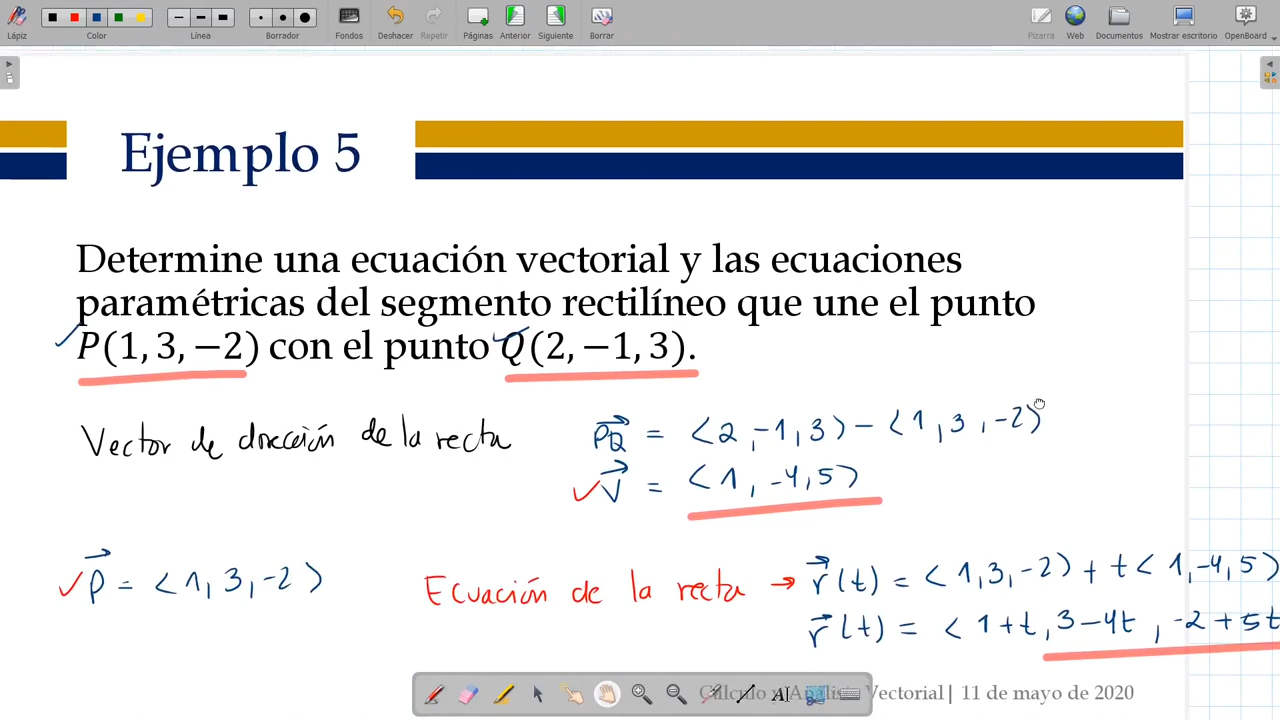 Lápiz Color Línea Borrador Fondos Deshacer Repetir Páginas Anterior Siguiente Borrar Pizarra Web Documentos Mostrar escritorio OpenBoard
Ejemplo 5
Determine una ecuación vectorial y las ecuaciones
paramétricas del segmento rectilíneo que une el punto
P(1, 3, −2) con el punto Q(2, −1, 3).
Vector de dirección de la recta
PQ = <2, -1, 3> - <1, 3, -2>
V = <1, -4, 5>
P = <1, 3, -2>
Ecuación de la recta → r(t) = <1, 3, -2> + t<1, -4, 5>
r(t) = <1+t, 3-4t, -2+5t
Vectorial| 11 de mayo de 2020